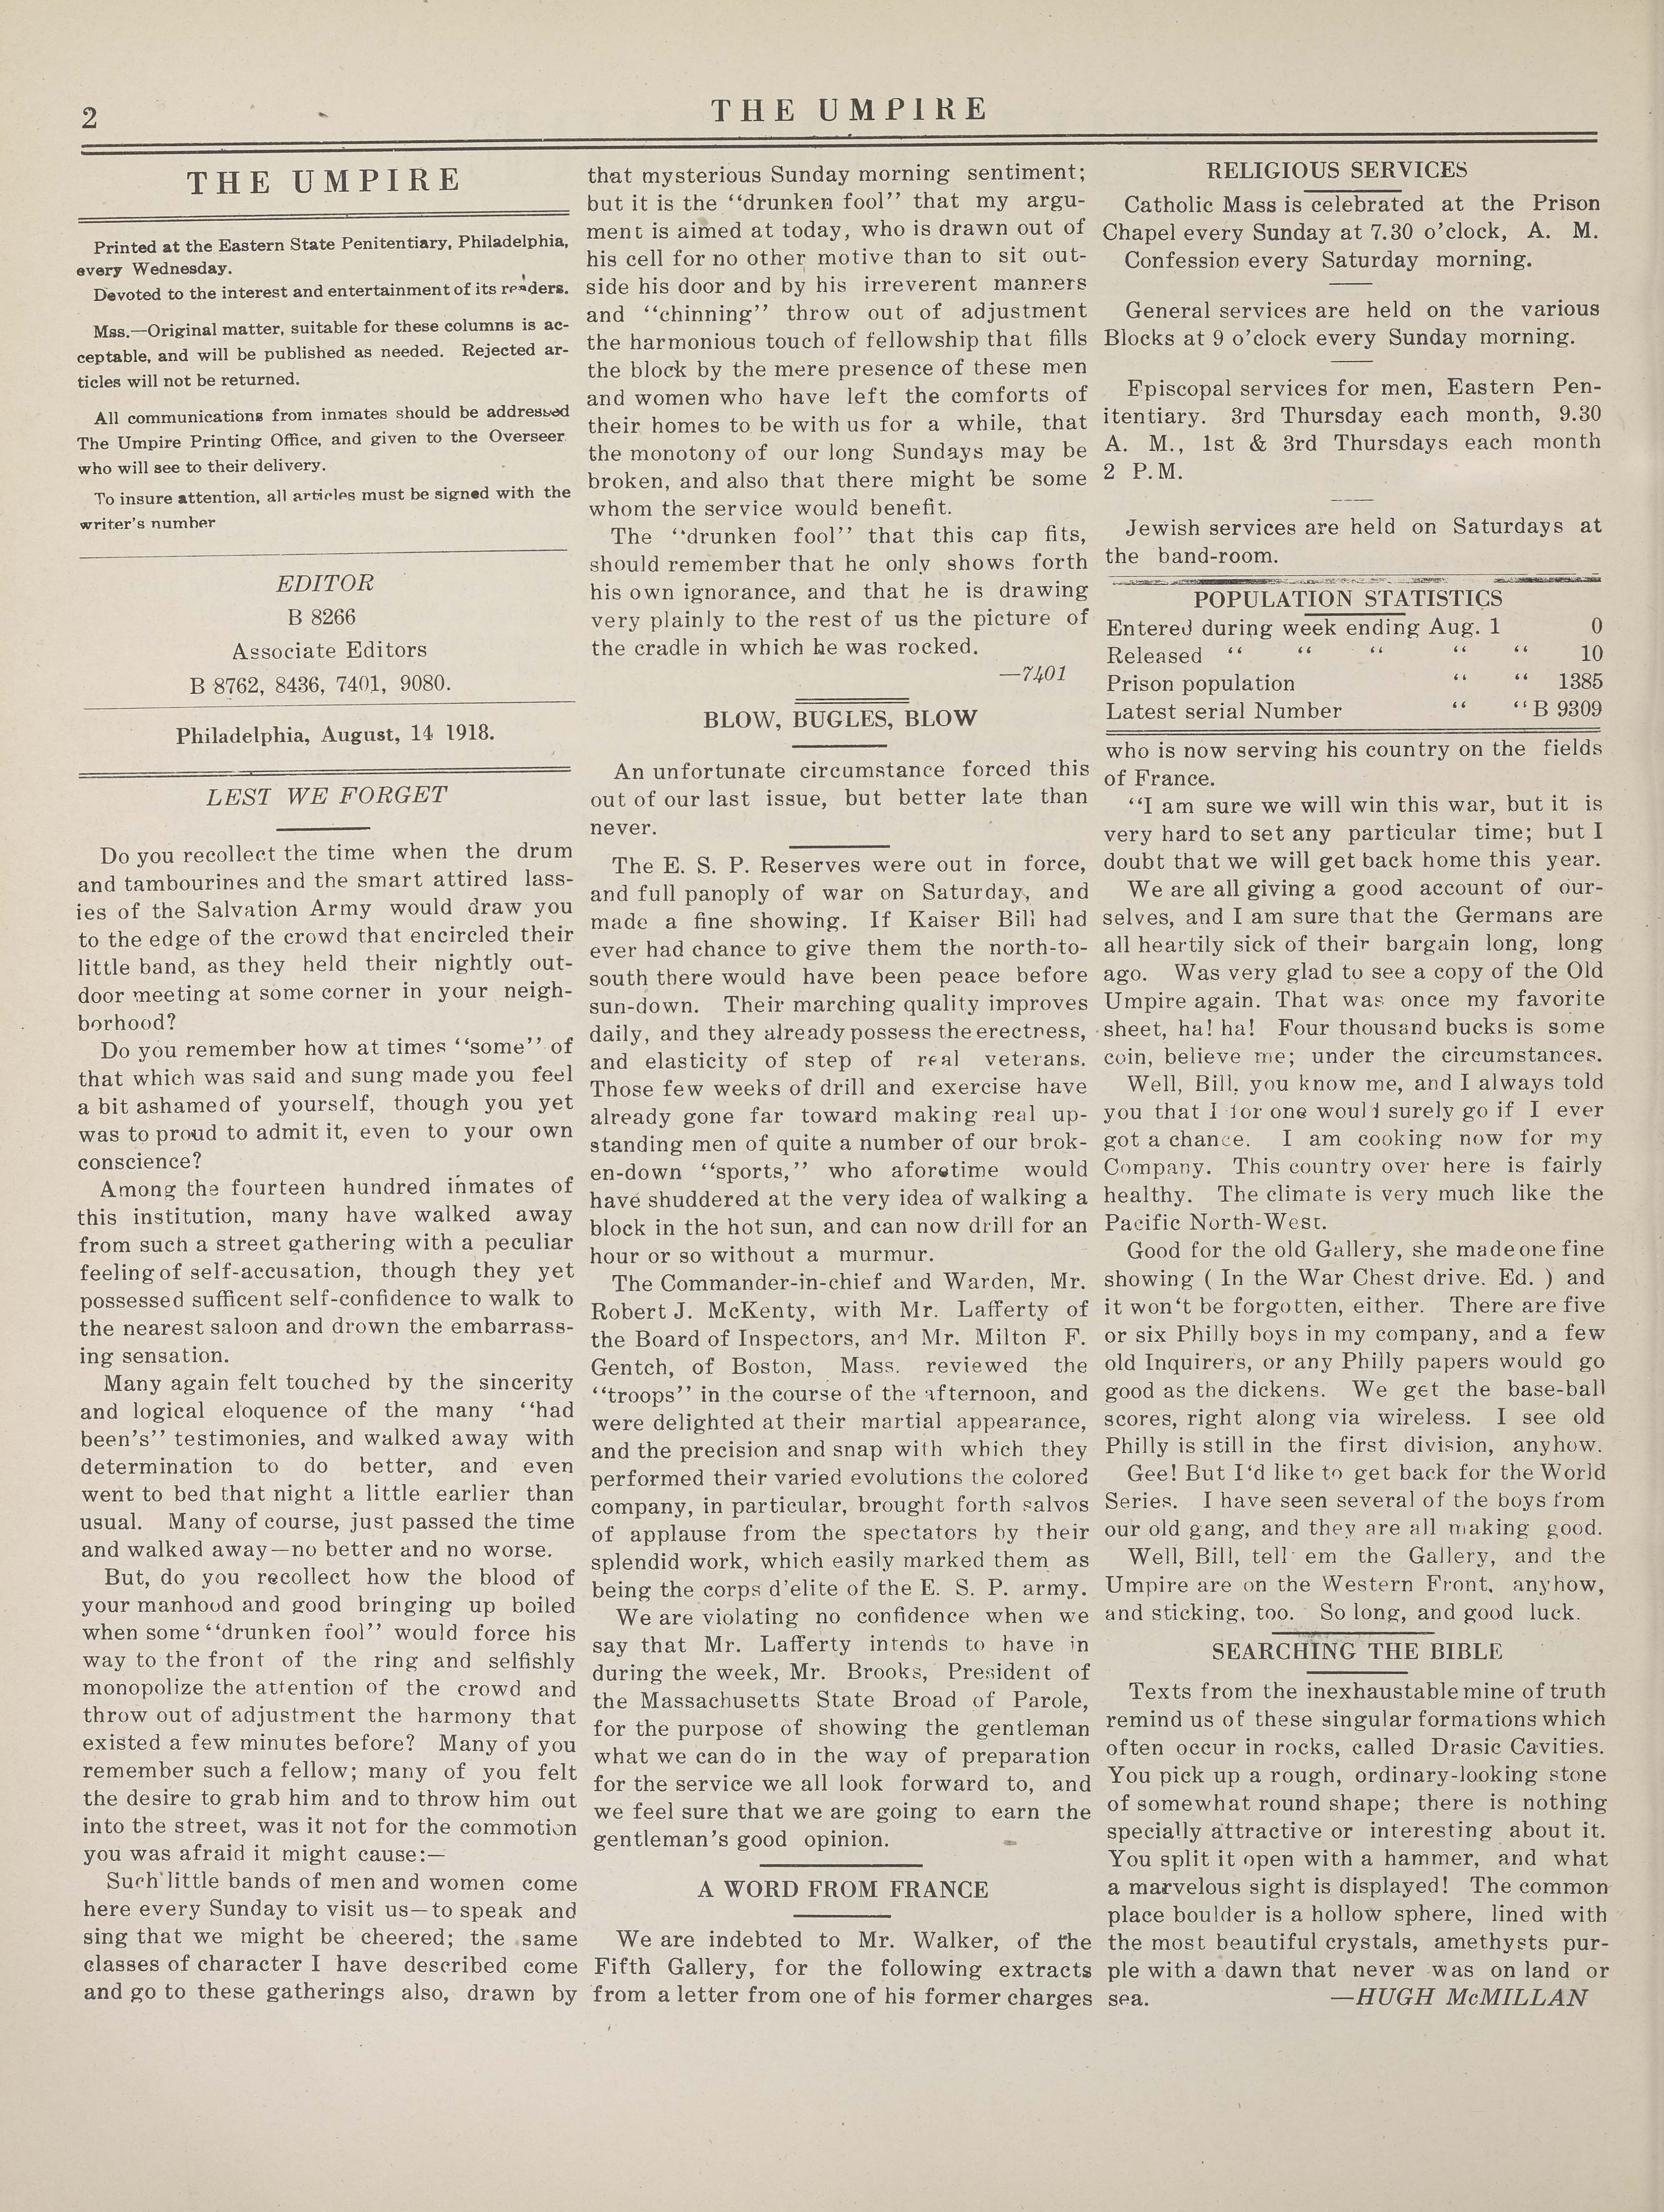 2
THE UMPIRE
THE UMPIRE
Printed at the Eastern State Penitentiary, Philadelphia,
every Wednesday.
Devoted to the interest and entertainment of its readers.
Mss.—Original matter, suitable for these columns is ac-
ceptable, and will be published as needed. Rejected ar-
ticles will not be returned.
All communications from inmates should be addressed
The Umpire Printing Office, and given to the Overseer
who will see to their delivery.
To insure attention, all articles must be signed with the
writer's number
EDITOR
B 8266
Associate Editors
B 8762, 8436, 7401, 9080.
Philadelphia, August, 14 1918.
LEST WE FORGET
Do you recollect the time when the drum
and tambourines and the smart attired lass-
ies of the Salvation Army would draw you
to the edge of the crowd that encircled their
little band, as they held their nightly out-
door meeting at some corner in your neigh-
borhood?
Do you remember how at times ‘‘some’’ of
that which was said and sung made you feel
a bit ashamed of yourself, though you yet
was to proud to admit it, even to your own
conscience?
Among the fourteen hundred inmates of
this institution, many have walked away
from such a street gathering with a peculiar
feeling of self-accusation, though they yet
possessed sufficent self-confidence to walk to
the nearest saloon and drown the embarrass-
ing sensation.
Many again felt touched by the sincerity
and logical eloquence of the many ‘‘had
been's’’ testimonies, and walked away with
determination to do better, and even
went to bed that night a little earlier than
usual. Many of course, just passed the time
and walked away—no better and no worse.
But, do you recollect how the blood of
your manhood and good bringing up boiled
when some ‘‘drunken fool’’ would force his
way to the front of the ring and selfishly
monopolize the attention of the crowd and
throw out of adjustment the harmony that
existed a few minutes before? Many of you
remember such a fellow; many of you felt
the desire to grab him and to throw him out
into the street, was it not for the commotion
you was afraid it might cause:—
Such little bands of men and women come
here every Sunday to visit us—to speak and
sing that we might be cheered; the same
classes of character I have described come
and go to these gatherings also, drawn by
that mysterious Sunday morning sentiment;
but it is the ‘‘drunken fool’’ that my argu-
ment is aimed at today, who is drawn out of
his cell for no other motive than to sit out-
side his door and by his irreverent manners
and ‘‘chinning’’ throw out of adjustment
the harmonious touch of fellowship that fills
the block by the mere presence of these men
and women who have left the comforts of
their homes to be with us for a while, that
the monotony of our long Sundays may be
broken, and also that there might be some
whom the service would benefit.
The ‘‘drunken fool’’ that this cap fits,
should remember that he only shows forth
his own ignorance, and that he is drawing
very plainly to the rest of us the picture of
the cradle in which he was rocked.
—7401
BLOW, BUGLES, BLOW
An unfortunate circumstance forced this
out of our last issue, but better late than
never.
The E. S. P. Reserves were out in force,
and full panoply of war on Saturday, and
made a fine showing. If Kaiser Bill had
ever had chance to give them the north-to-
south there would have been peace before
sun-down. Their marching quality improves
daily, and they already possess the erectness,
and elasticity of step of real veterans.
Those few weeks of drill and exercise have
already gone far toward making real up-
standing men of quite a number of our brok-
en-down ‘‘sports,’’ who aforetime would
have shuddered at the very idea of walking a
block in the hot sun, and can now drill for an
hour or so without a murmur.
The Commander-in-chief and Warden, Mr.
Robert J. McKenty, with Mr. Lafferty of
the Board of Inspectors, and Mr. Milton F.
Gentch, of Boston, Mass. reviewed the
‘‘troops’’ in the course of the afternoon, and
were delighted at their martial appearance,
and the precision and snap with which they
performed their varied evolutions the colored
company, in particular, brought forth salvos
of applause from the spectators by their
splendid work, which easily marked them as
being the corps d'elite of the E. S. P. army.
We are violating no confidence when we
say that Mr. Lafferty intends to have in
during the week, Mr. Brooks, President of
the Massachusetts State Broad of Parole,
for the purpose of showing the gentleman
what we can do in the way of preparation
for the service we all look forward to, and
we feel sure that we are going to earn the
gentleman's good opinion.
A WORD FROM FRANCE
We are indebted to Mr. Walker, of the
Fifth Gallery, for the following extracts
from a letter from one of his former charges
RELIGIOUS SERVICES
Catholic Mass is celebrated at the Prison
Chapel every Sunday at 7.30 o'clock, A. M.
Confession every Saturday morning.
General services are held on the various
Blocks at 9 o'clock every Sunday morning.
Episcopal services for men, Eastern Pen-
itentiary. 3rd Thursday each month, 9.30
A. M., 1st & 3rd Thursdays each month
2 P.M.
Jewish services are held on Saturdays at
the band-room.
POPULATION STATISTICS
Entered during week ending Aug. 1 0
Released ‘‘ ‘‘ ‘‘ ‘‘ ‘‘ 10
Prison population ‘‘ ‘‘ 1385
Latest serial Number ‘‘ ‘‘ B 9309
who is now serving his country on the fields
of France.
‘‘I am sure we will win this war, but it is
very hard to set any particular time; but I
doubt that we will get back home this year.
We are all giving a good account of our-
selves, and I am sure that the Germans are
all heartily sick of their bargain long, long
ago. Was very glad to see a copy of the Old
Umpire again. That was once my favorite
sheet, ha! ha! Four thousand bucks is some
coin, believe me; under the circumstances.
Well, Bill, you know me, and I always told
you that I for one would surely go if I ever
got a chance. I am cooking now for my
Company. This country over here is fairly
healthy. The climate is very much like the
Pacific North-West.
Good for the old Gallery, she made one fine
showing ( In the War Chest drive. Ed. ) and
it won‘t be forgotten, either. There are five
or six Philly boys in my company, and a few
old Inquirers, or any Philly papers would go
good as the dickens. We get the base-ball
scores, right along via wireless. I see old
Philly is still in the first division, anyhow.
Gee! But I‘d like to get back for the World
Series. I have seen several of the boys from
our old gang, and they are all making good.
Well, Bill, tell em the Gallery, and the
Umpire are on the Western Front, anyhow,
and sticking, too. So long, and good luck.
SEARCHING THE BIBLE
Texts from the inexhaustable mine of truth
remind us of these singular formations which
often occur in rocks, called Drasic Cavities.
You pick up a rough, ordinary-looking stone
of somewhat round shape; there is nothing
specially attractive or interesting about it.
You split it open with a hammer, and what
a marvelous sight is displayed! The common
place boulder is a hollow sphere, lined with
the most beautiful crystals, amethysts pur-
ple with a dawn that never was on land or
sea. —HUGH McMILLAN